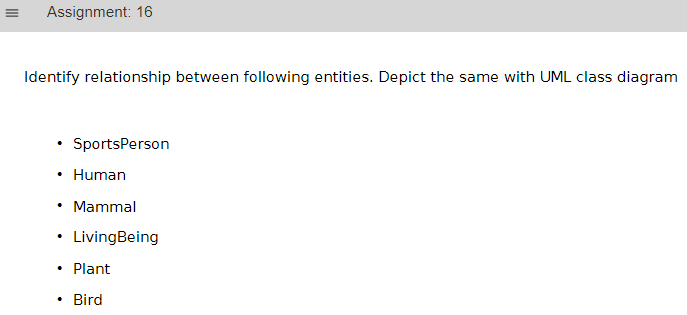 Assignment: 16
Identify relationship between following entities. Depict the same with UML class diagram
• SportsPerson
• Human
• Mammal
• LivingBeing
• Plant
• Bird